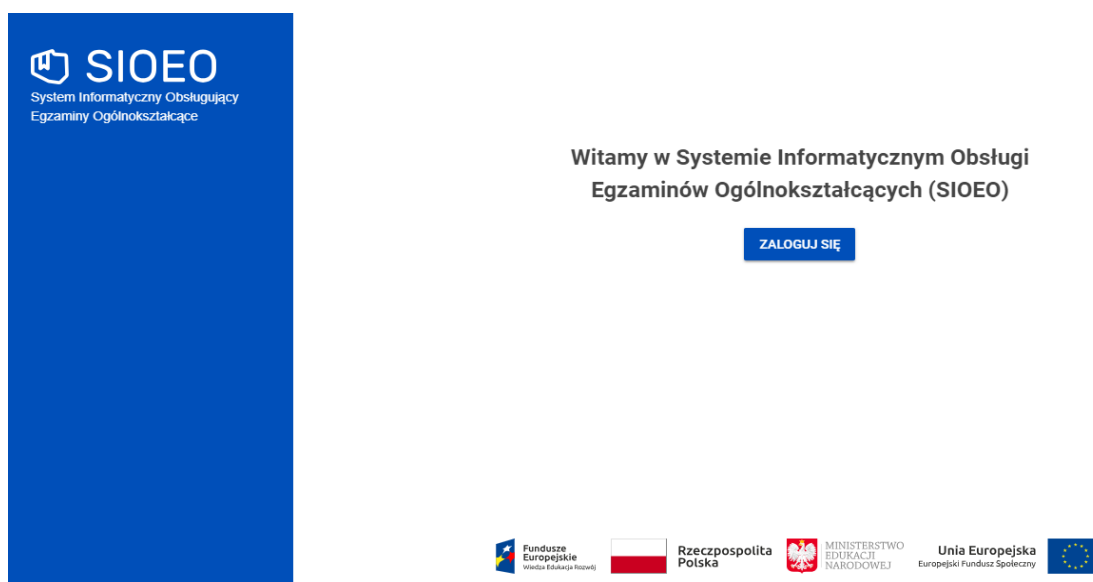 SIOEO
System Informatyczny Obsługujący
Egzaminy Ogólnokształcące
Witamy w Systemie Informatycznym Obsługi
Egzaminów Ogólnokształcących (SIOEO)
ZALOGUJ SIĘ
Fundusze
Europejskie
Wiedza Edukacja Rozwój
Rzeczpospolita
Polska
MINISTERSTWO
EDUKACJI
NARODOWEJ
Unia Europejska
Europejski Fundusz Społeczny